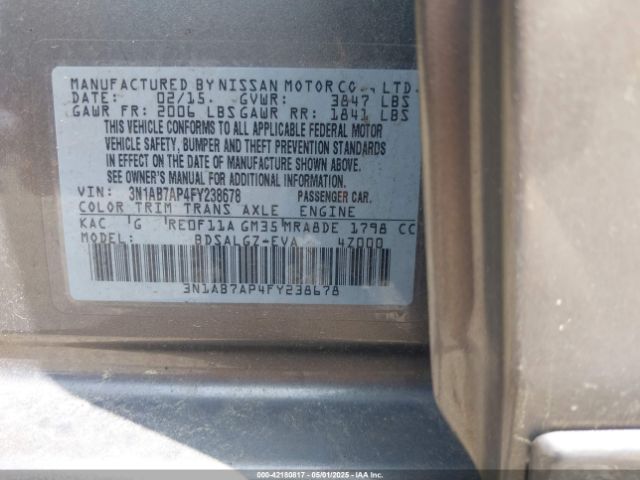 MANUFACTURED BY NISSAN MOTOR CO., LTD.
DATE: 02/15. GVWR: 3847 LBS
GAWR FR: 2006 LBS GAWR RR: 1841 LBS
THIS VEHICLE CONFORMS TO ALL APPLICABLE FEDERAL MOTOR
VEHICLE SAFETY, BUMPER AND THEFT PREVENTION STANDARDS
IN EFFECT ON THE DATE OF MANUFACTURE SHOWN ABOVE.
SEE OWNER'S MANUAL FOR ADDITIONAL INFORMATION
VIN: 3N1AB7AP4FY238678 PASSENGER CAR.
COLOR TRIM TRANS AXLE ENGINE
KAC G RE0F11A GM35 MRA8DE 1798 CC
MODEL: BDSALGZ-EVA 4Z000
3N1AB7AP4FY238678
000-42180817 - 05/01/2025 - IAAI.COM